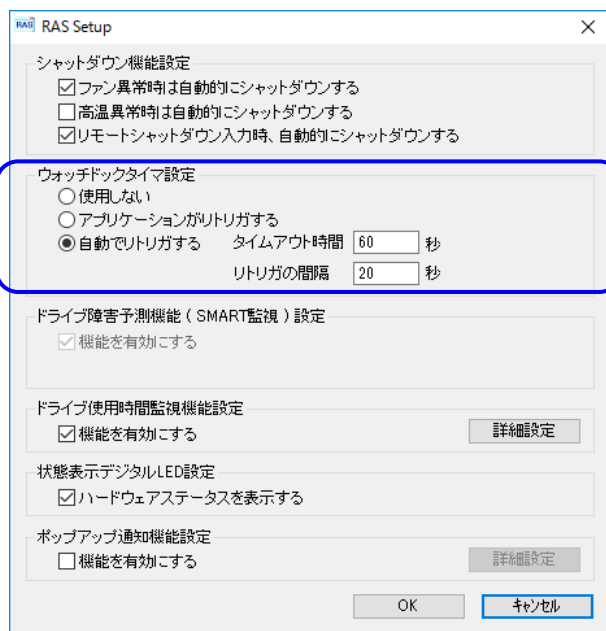 RAS RAS Setup
シャットダウン機能設定
ファン異常時は自動的にシャットダウンする
高温異常時は自動的にシャットダウンする
リモートシャットダウン入力時、自動的にシャットダウンする
ウォッチドックタイマ設定
使用しない
アプリケーションがリトリガする
自動でリトリガする タイムアウト時間 60 秒
リトリガの間隔 20 秒
ドライブ障害予測機能 ( SMART監視 ) 設定
機能を有効にする
ドライブ使用時間監視機能設定
機能を有効にする 詳細設定
状態表示デジタルLED設定
ハードウェアステータスを表示する
ポップアップ通知機能設定
機能を有効にする 詳細設定
OK キャンセル